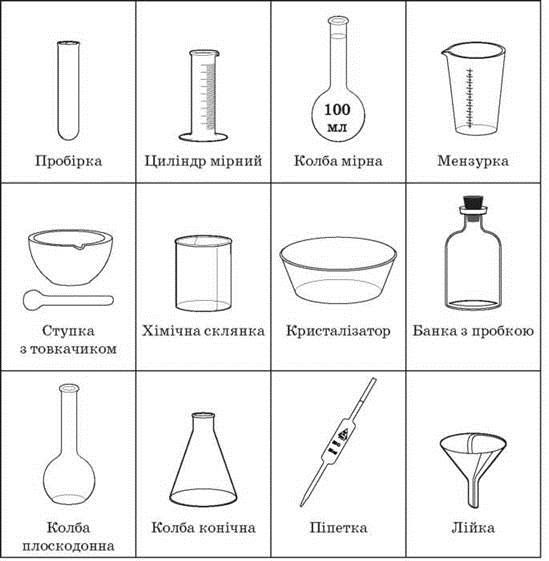 100
мл
Пробірка
Циліндр мірний
Колба мірна
Мензурка
Ступка
з товкачиком
Хімічна склянка
Кристалізатор
Банка з пробкою
Колба
плоскодонна
Колба конічна
Піпетка
Лійка